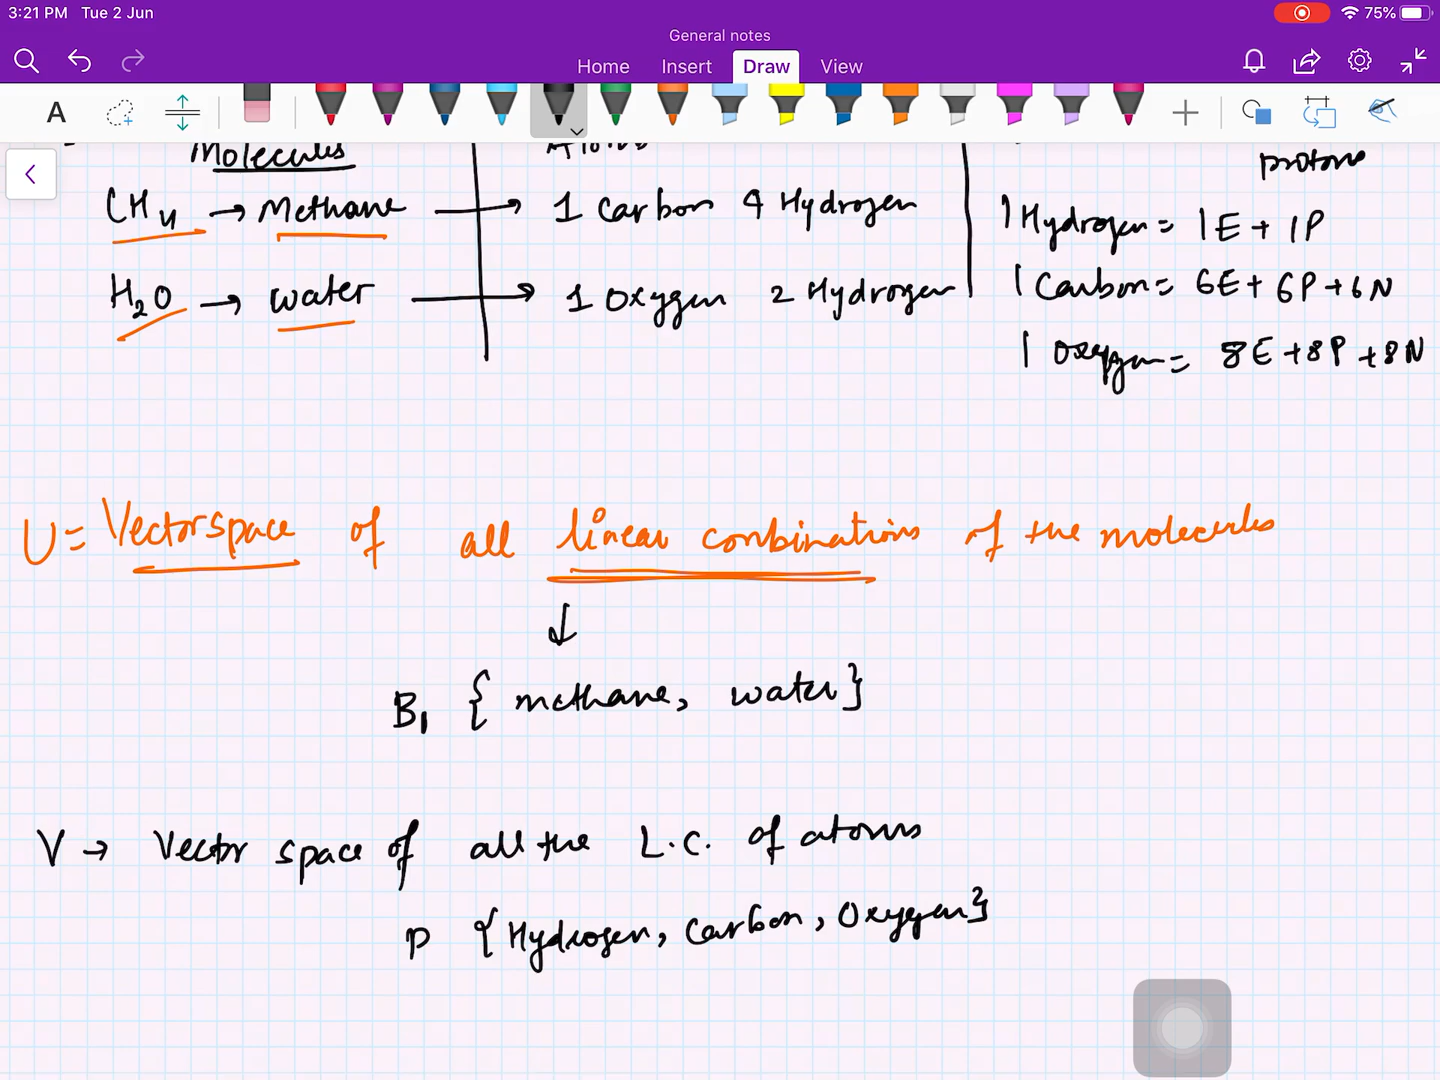 3:21 PM Tue 2 Jun
75%
General notes
Home Insert Draw View
A
Molecules Atoms
protons
CH4 → Methane → 1 Carbon 4 Hydrogen
1 Hydrogen = 1E + 1P
H2O → water → 1 Oxygen 2 Hydrogen
1 Carbon = 6E + 6P + 6N
1 Oxygen = 8E + 8P + 8N
U = Vectorspace of all linear combinations of the molecules
↓
B1 { methane, water }
V → Vector space of all the L.C. of atoms
P { Hydrogen, Carbon, Oxygen }